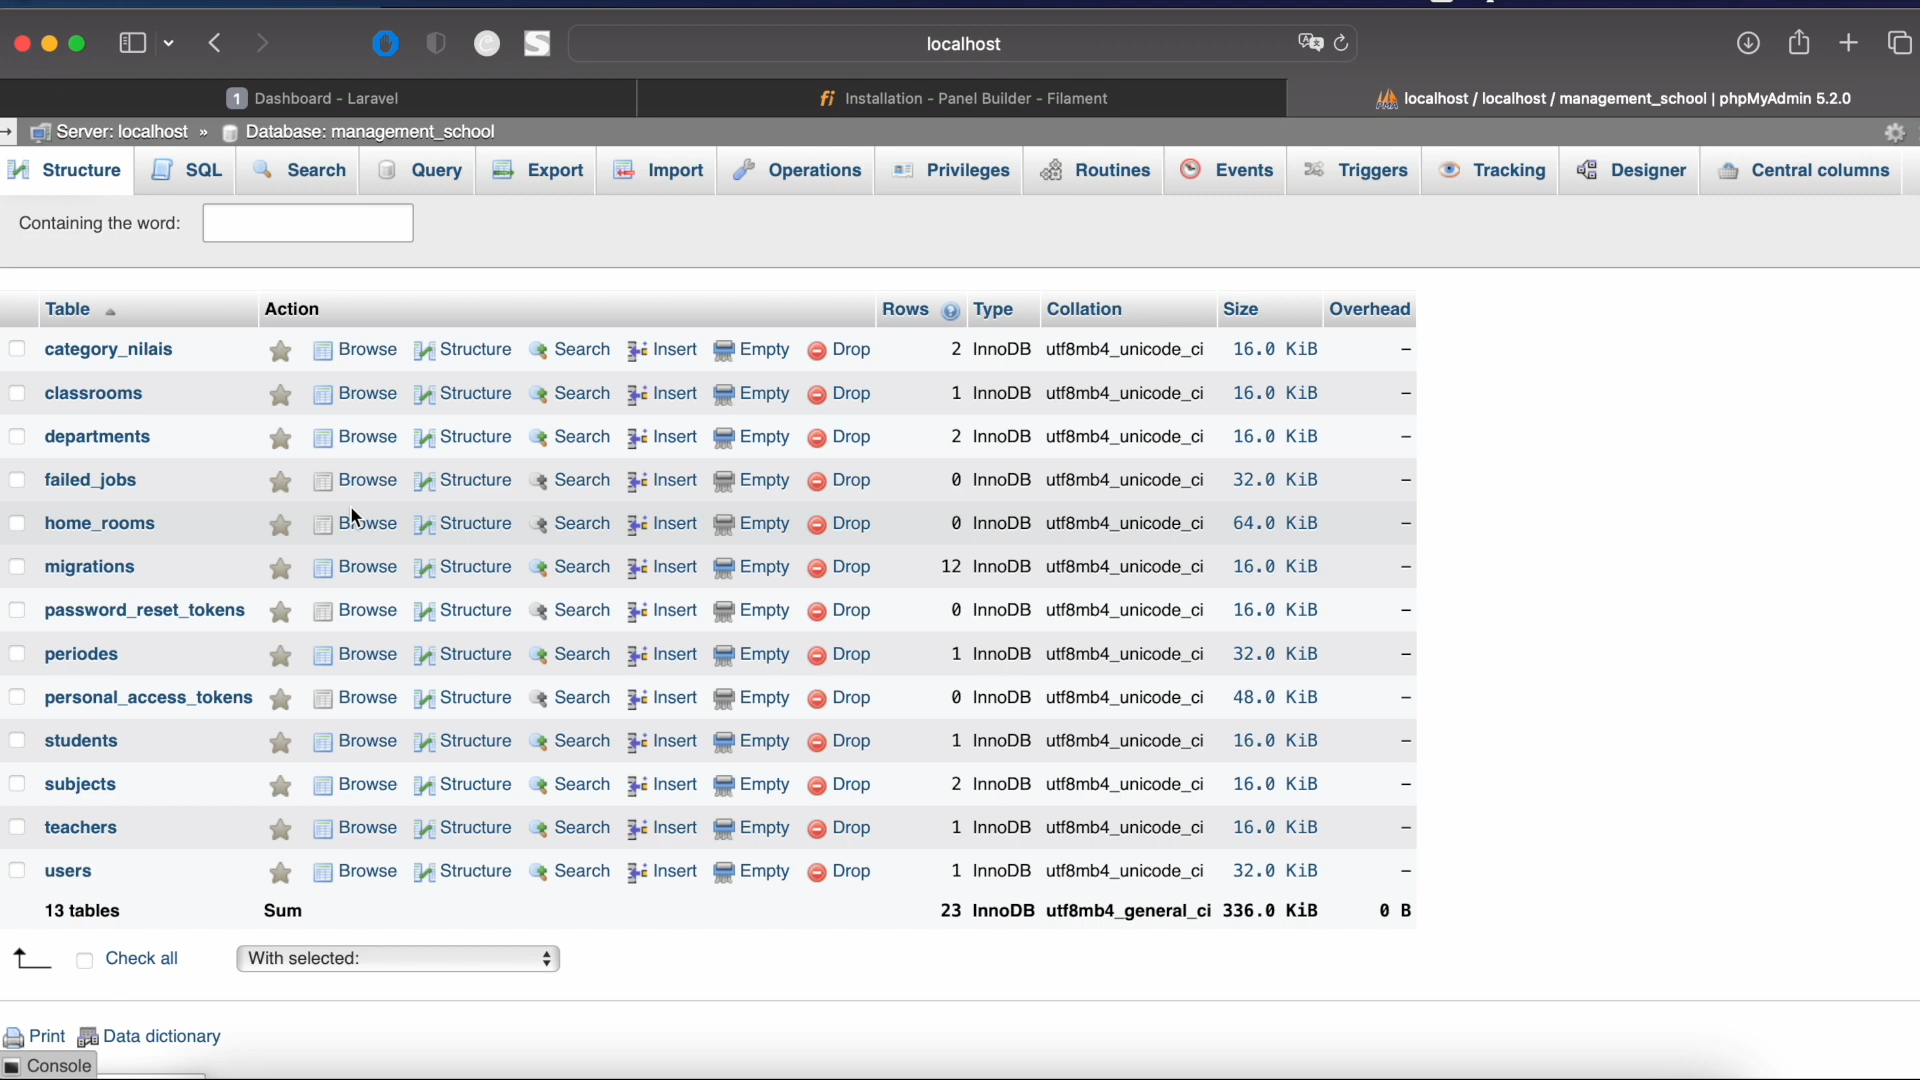 localhost
1 Dashboard - Laravel
fi Installation - Panel Builder - Filament
localhost / localhost / management_school | phpMyAdmin 5.2.0
Server: localhost » Database: management_school
Structure SQL Search Query Export Import Operations Privileges Routines Events Triggers Tracking Designer Central columns
Containing the word:
Table Action Rows Type Collation Size Overhead
category_nilais Browse Structure Search Insert Empty Drop 2 InnoDB utf8mb4_unicode_ci 16.0 KiB -
classrooms Browse Structure Search Insert Empty Drop 1 InnoDB utf8mb4_unicode_ci 16.0 KiB -
departments Browse Structure Search Insert Empty Drop 2 InnoDB utf8mb4_unicode_ci 16.0 KiB -
failed_jobs Browse Structure Search Insert Empty Drop 0 InnoDB utf8mb4_unicode_ci 32.0 KiB -
home_rooms Browse Structure Search Insert Empty Drop 0 InnoDB utf8mb4_unicode_ci 64.0 KiB -
migrations Browse Structure Search Insert Empty Drop 12 InnoDB utf8mb4_unicode_ci 16.0 KiB -
password_reset_tokens Browse Structure Search Insert Empty Drop 0 InnoDB utf8mb4_unicode_ci 16.0 KiB -
periodes Browse Structure Search Insert Empty Drop 1 InnoDB utf8mb4_unicode_ci 32.0 KiB -
personal_access_tokens Browse Structure Search Insert Empty Drop 0 InnoDB utf8mb4_unicode_ci 48.0 KiB -
students Browse Structure Search Insert Empty Drop 1 InnoDB utf8mb4_unicode_ci 16.0 KiB -
subjects Browse Structure Search Insert Empty Drop 2 InnoDB utf8mb4_unicode_ci 16.0 KiB -
teachers Browse Structure Search Insert Empty Drop 1 InnoDB utf8mb4_unicode_ci 16.0 KiB -
users Browse Structure Search Insert Empty Drop 1 InnoDB utf8mb4_unicode_ci 32.0 KiB -
13 tables Sum 23 InnoDB utf8mb4_general_ci 336.0 KiB 0 B
Check all With selected:
Print Data dictionary
Console